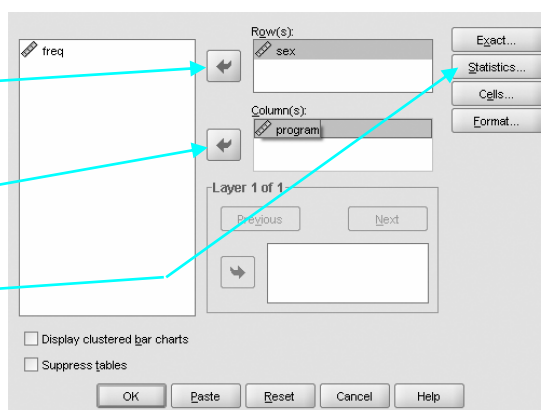 freq
Row(s):
sex
Column(s):
program
Layer 1 of 1
Previous
Next
Display clustered bar charts
Suppress tables
Exact...
Statistics...
Cells...
Format...
OK
Paste
Reset
Cancel
Help